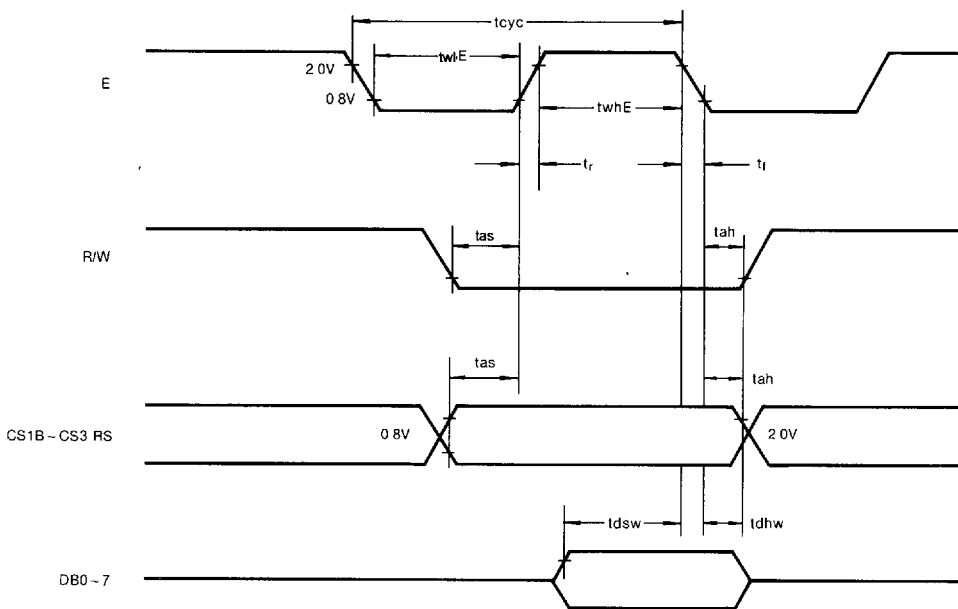 tcyc
twlE
E
2 0V
0 8V
twhE
tr
tf
R/W
tas
tah
tas
tah
CS1B ~ CS3 RS
0 8V
2 0V
tdsw
tdhw
DB0 ~ 7